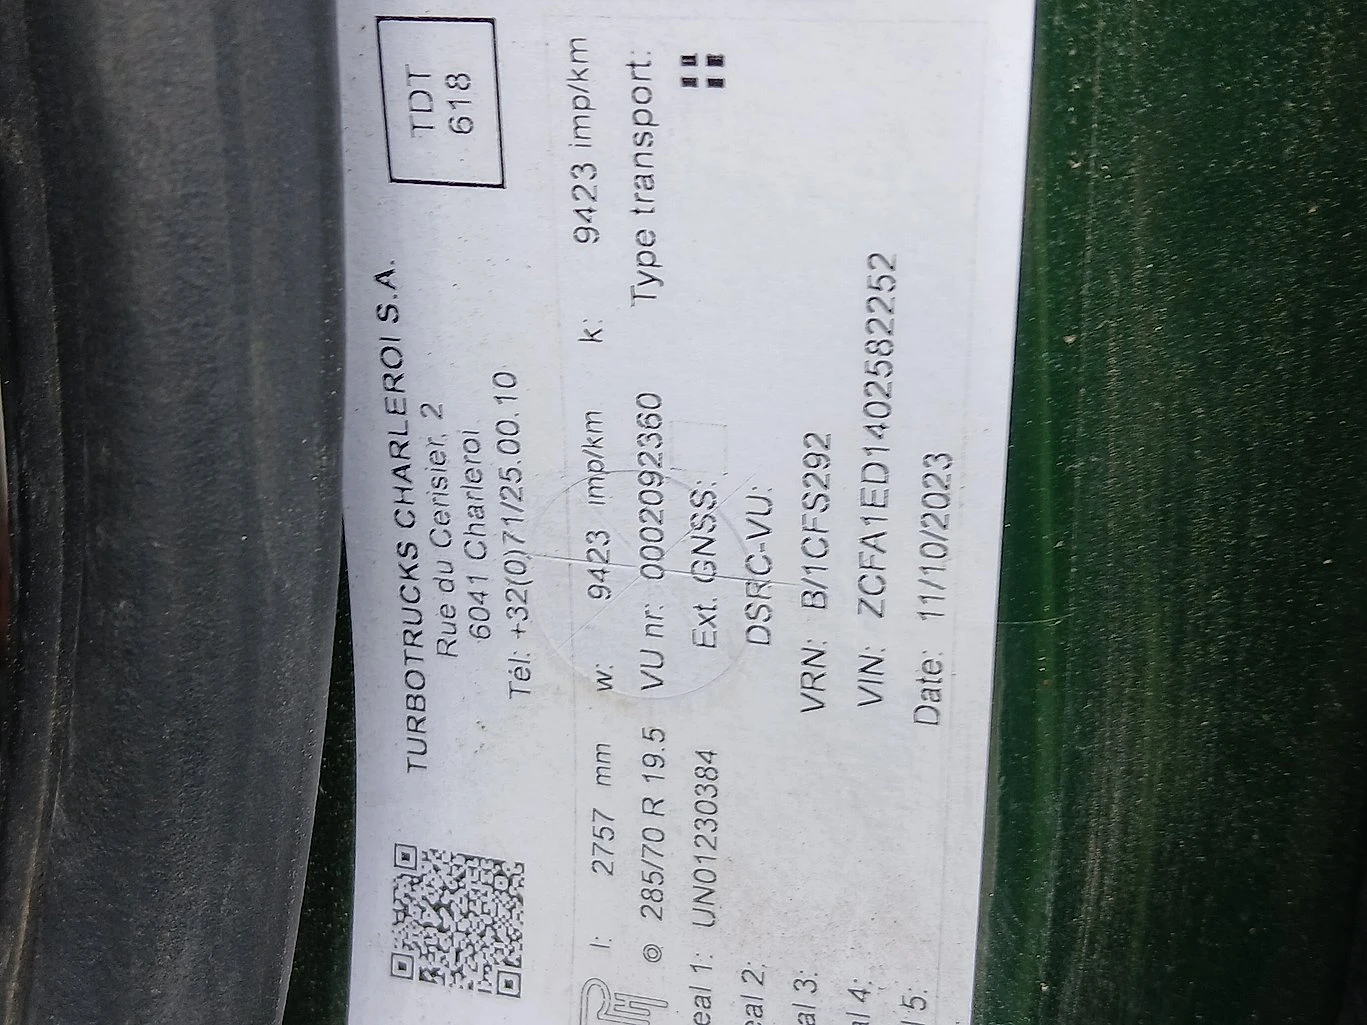 TURBOTRUCKS CHARLEROI S.A.
Rue du Cerisier, 2
6041 Charleroi
Tél: +32(0)71/25.00.10
TDT
618
l: 2757 mm w: 9423 imp/km k: 9423 imp/km
285/70 R 19.5 VU nr: 0002092360 Type transport:
eal 1: UN01230384 Ext. GNSS:
eal 2: DSRC-VU:
al 3: VRN: B/1CFS292
l 4: VIN: ZCFA1ED1402582252
l 5: Date: 11/10/2023